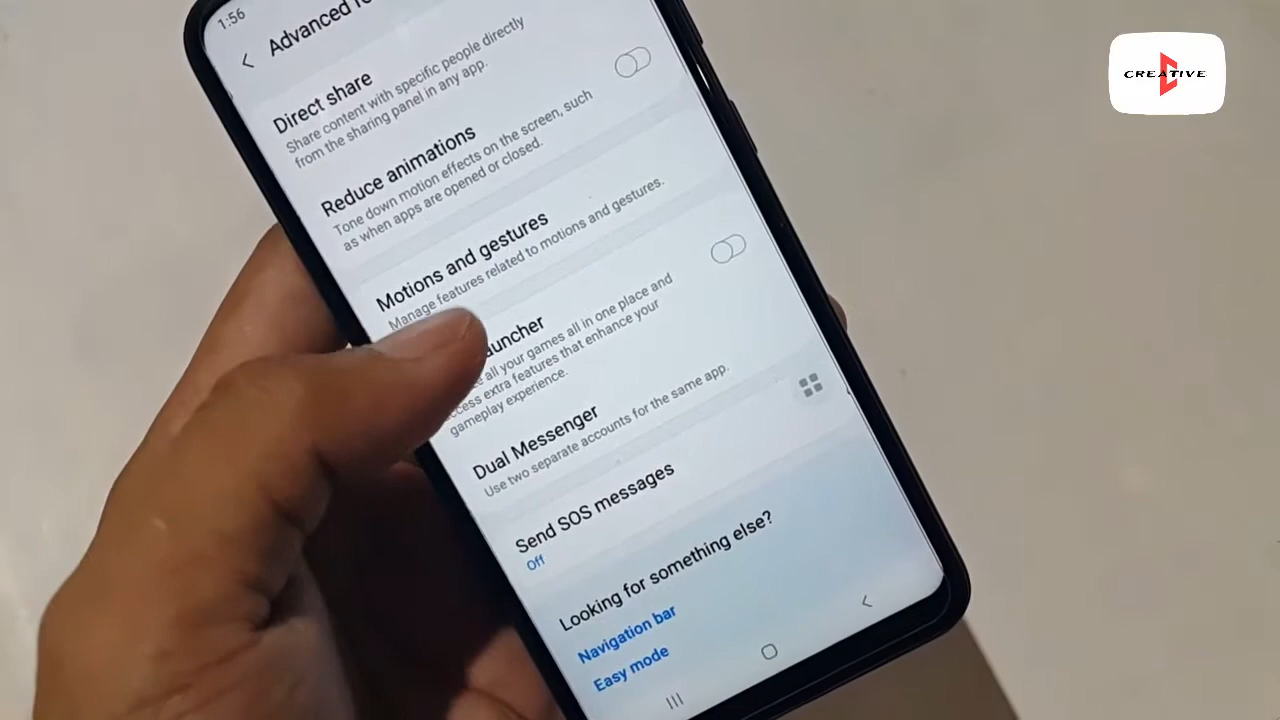 1:56
Advanced
CREATIVE
Direct share
Share content with specific people directly
from the sharing panel in any app.
Reduce animations
Tone down motion effects on the screen, such
as when apps are opened or closed.
Motions and gestures
Manage features related to motions and gestures.
auncher
all your games all in one place and
ccess extra features that enhance your
gameplay experience.
Dual Messenger
Use two separate accounts for the same app.
Send SOS messages
Off
Looking for something else?
Navigation bar
Easy mode